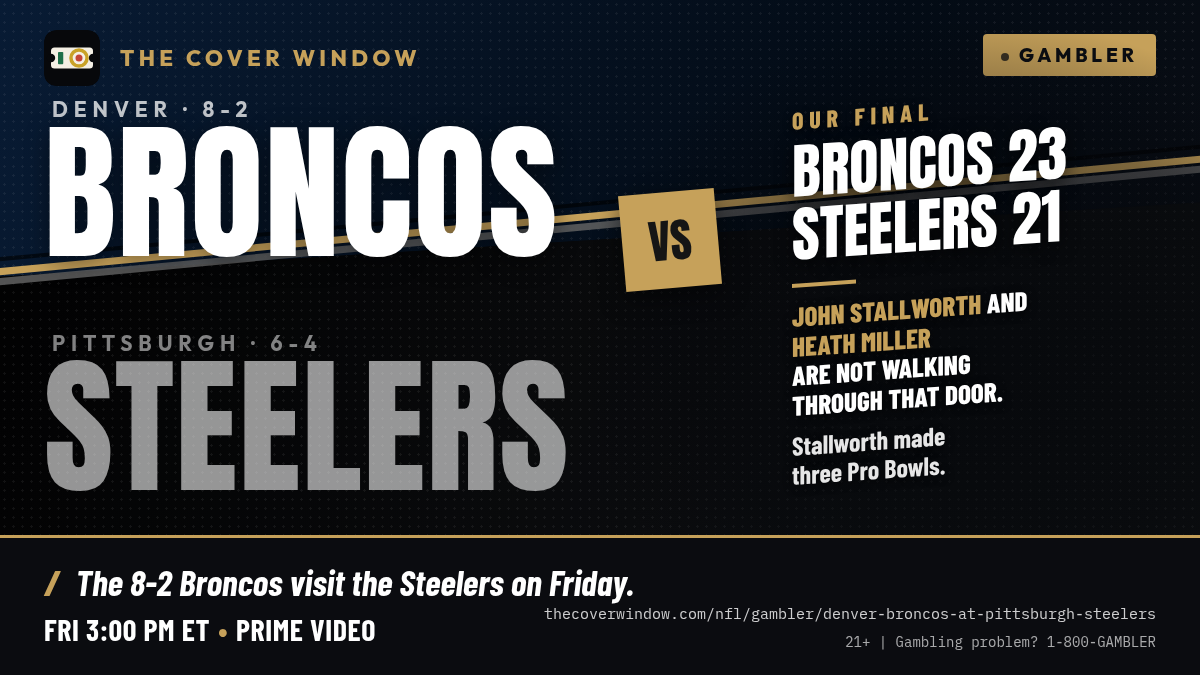 THE COVER WINDOW
• GAMBLER
DENVER · 8-2
BRONCOS
VS
PITTSBURGH · 6-4
STEELERS
OUR FINAL
BRONCOS 23
STEELERS 21
JOHN STALLWORTH AND
HEATH MILLER
ARE NOT WALKING
THROUGH THAT DOOR.
Stallworth made
three Pro Bowls.
/ The 8-2 Broncos visit the Steelers on Friday.
FRI 3:00 PM ET • PRIME VIDEO
thecoverwindow.com/nfl/gambler/denver-broncos-at-pittsburgh-steelers
21+ | Gambling problem? 1-800-GAMBLER